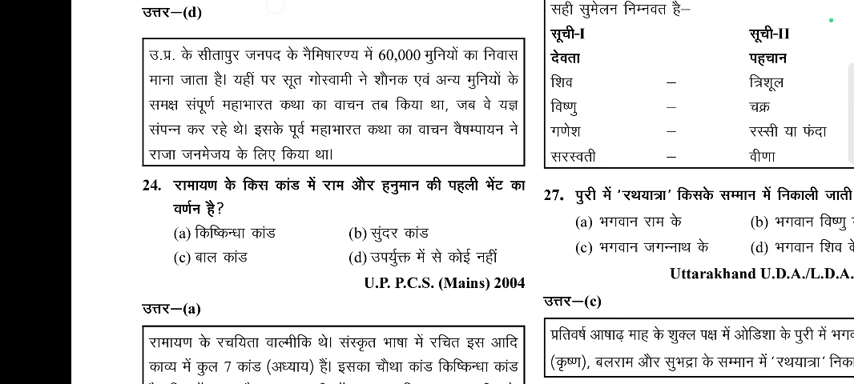 उत्तर–(d)
उ.प्र. के सीतापुर जनपद के नैमिषारण्य में 60,000 मुनियों का निवास
माना जाता है। यहीं पर सूत गोस्वामी ने शौनक एवं अन्य मुनियों के
समक्ष संपूर्ण महाभारत कथा का वाचन तब किया था, जब वे यज्ञ
संपन्न कर रहे थे। इसके पूर्व महाभारत कथा का वाचन वैषम्पायन ने
राजा जनमेजय के लिए किया था।
24. रामायण के किस कांड में राम और हनुमान की पहली भेंट का
वर्णन है?
(a) किष्किन्धा कांड (b) सुंदर कांड
(c) बाल कांड (d) उपर्युक्त में से कोई नहीं
U.P. P.C.S. (Mains) 2004
उत्तर–(a)
रामायण के रचयिता वाल्मीकि थे। संस्कृत भाषा में रचित इस आदि
काव्य में कुल 7 कांड (अध्याय) हैं। इसका चौथा कांड किष्किन्धा कांड
सही सुमेलन निम्नवत है–
सूची-I सूची-II
देवता पहचान
शिव – त्रिशूल
विष्णु – चक्र
गणेश – रस्सी या फंदा
सरस्वती – वीणा
27. पुरी में ‘रथयात्रा’ किसके सम्मान में निकाली जाती
(a) भगवान राम के (b) भगवान विष्णु
(c) भगवान जगन्नाथ के (d) भगवान शिव
Uttarakhand U.D.A./L.D.A.
उत्तर–(c)
प्रतिवर्ष आषाढ़ माह के शुक्ल पक्ष में ओडिशा के पुरी में
(कृष्ण), बलराम और सुभद्रा के सम्मान में ‘रथयात्रा’